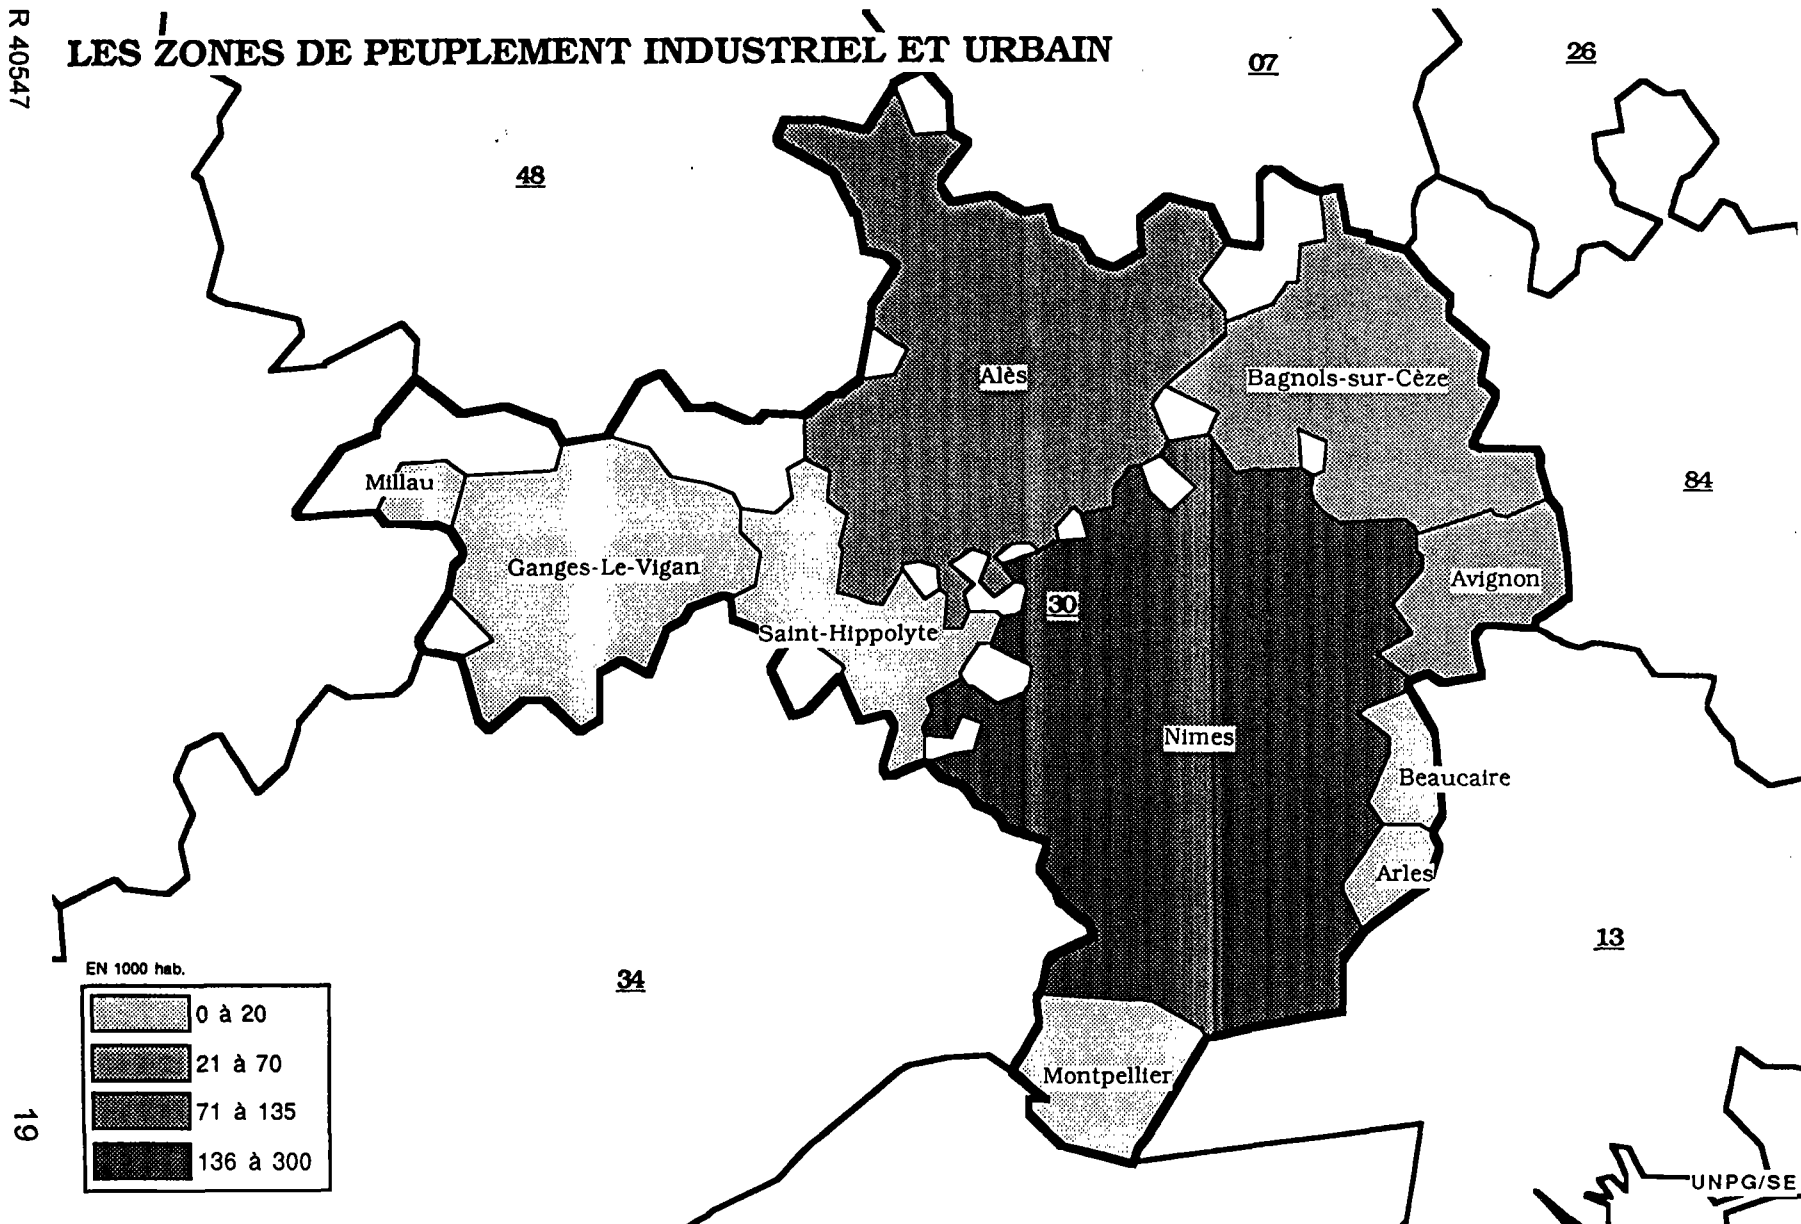 R 40547
LES ZONES DE PEUPLEMENT INDUSTRIEL ET URBAIN
07
26
48
Alès
Bagnols-sur-Cèze
Millau
84
Ganges-Le-Vigan
Avignon
30
Saint-Hippolyte
Nimes
Beaucaire
Arles
13
34
EN 1000 hab.
0 à 20
21 à 70
71 à 135
136 à 300
Montpellier
19
UNPG/SE